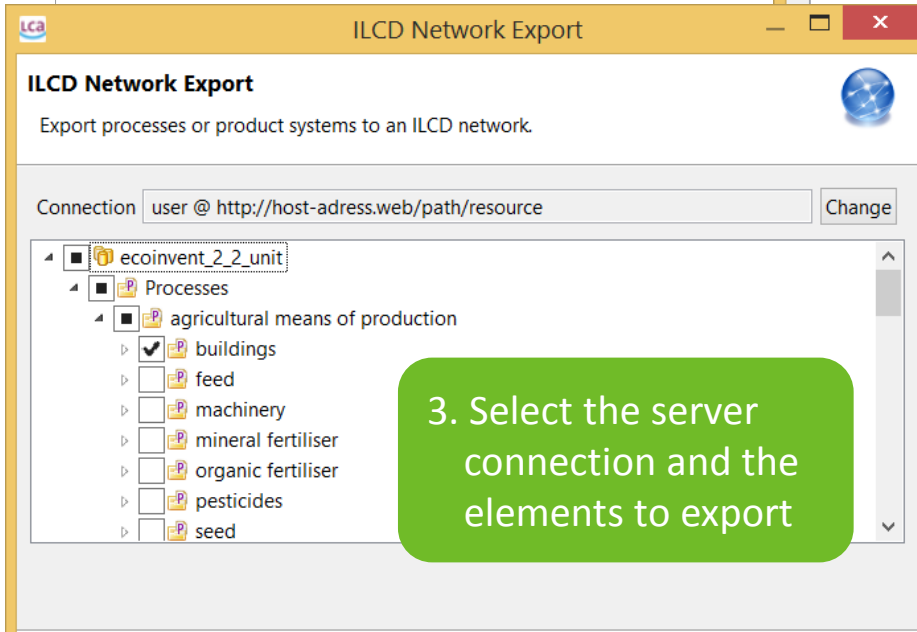 LCA
ILCD Network Export
ILCD Network Export
Export processes or product systems to an ILCD network.
Connection user @ http://host-adress.web/path/resource Change
ecoinvent_2_2_unit
P Processes
P agricultural means of production
P buildings
P feed
P machinery
P mineral fertiliser
P organic fertiliser
P pesticides
P seed
3. Select the server
connection and the
elements to export